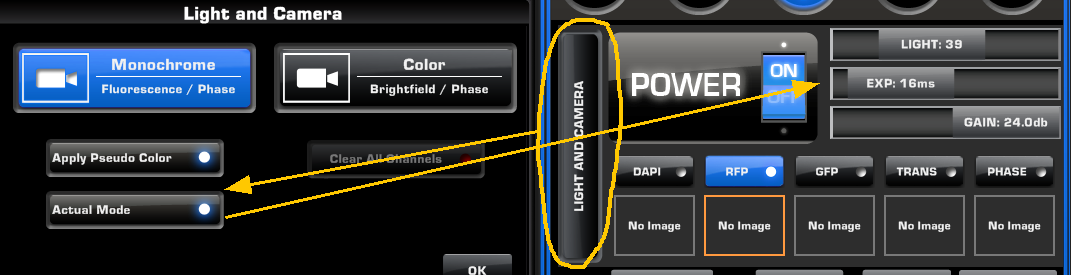 Light and Camera
Monochrome
Fluorescence / Phase
Color
Brightfield / Phase
Apply Pseudo Color
Clear All Channels
Actual Mode
OK
LIGHT AND CAMERA
POWER
ON
OFF
LIGHT: 39
EXP: 16ms
GAIN: 24.0db
DAPI
RFP
GFP
TRANS
PHASE
No Image
No Image
No Image
No Image
No Image